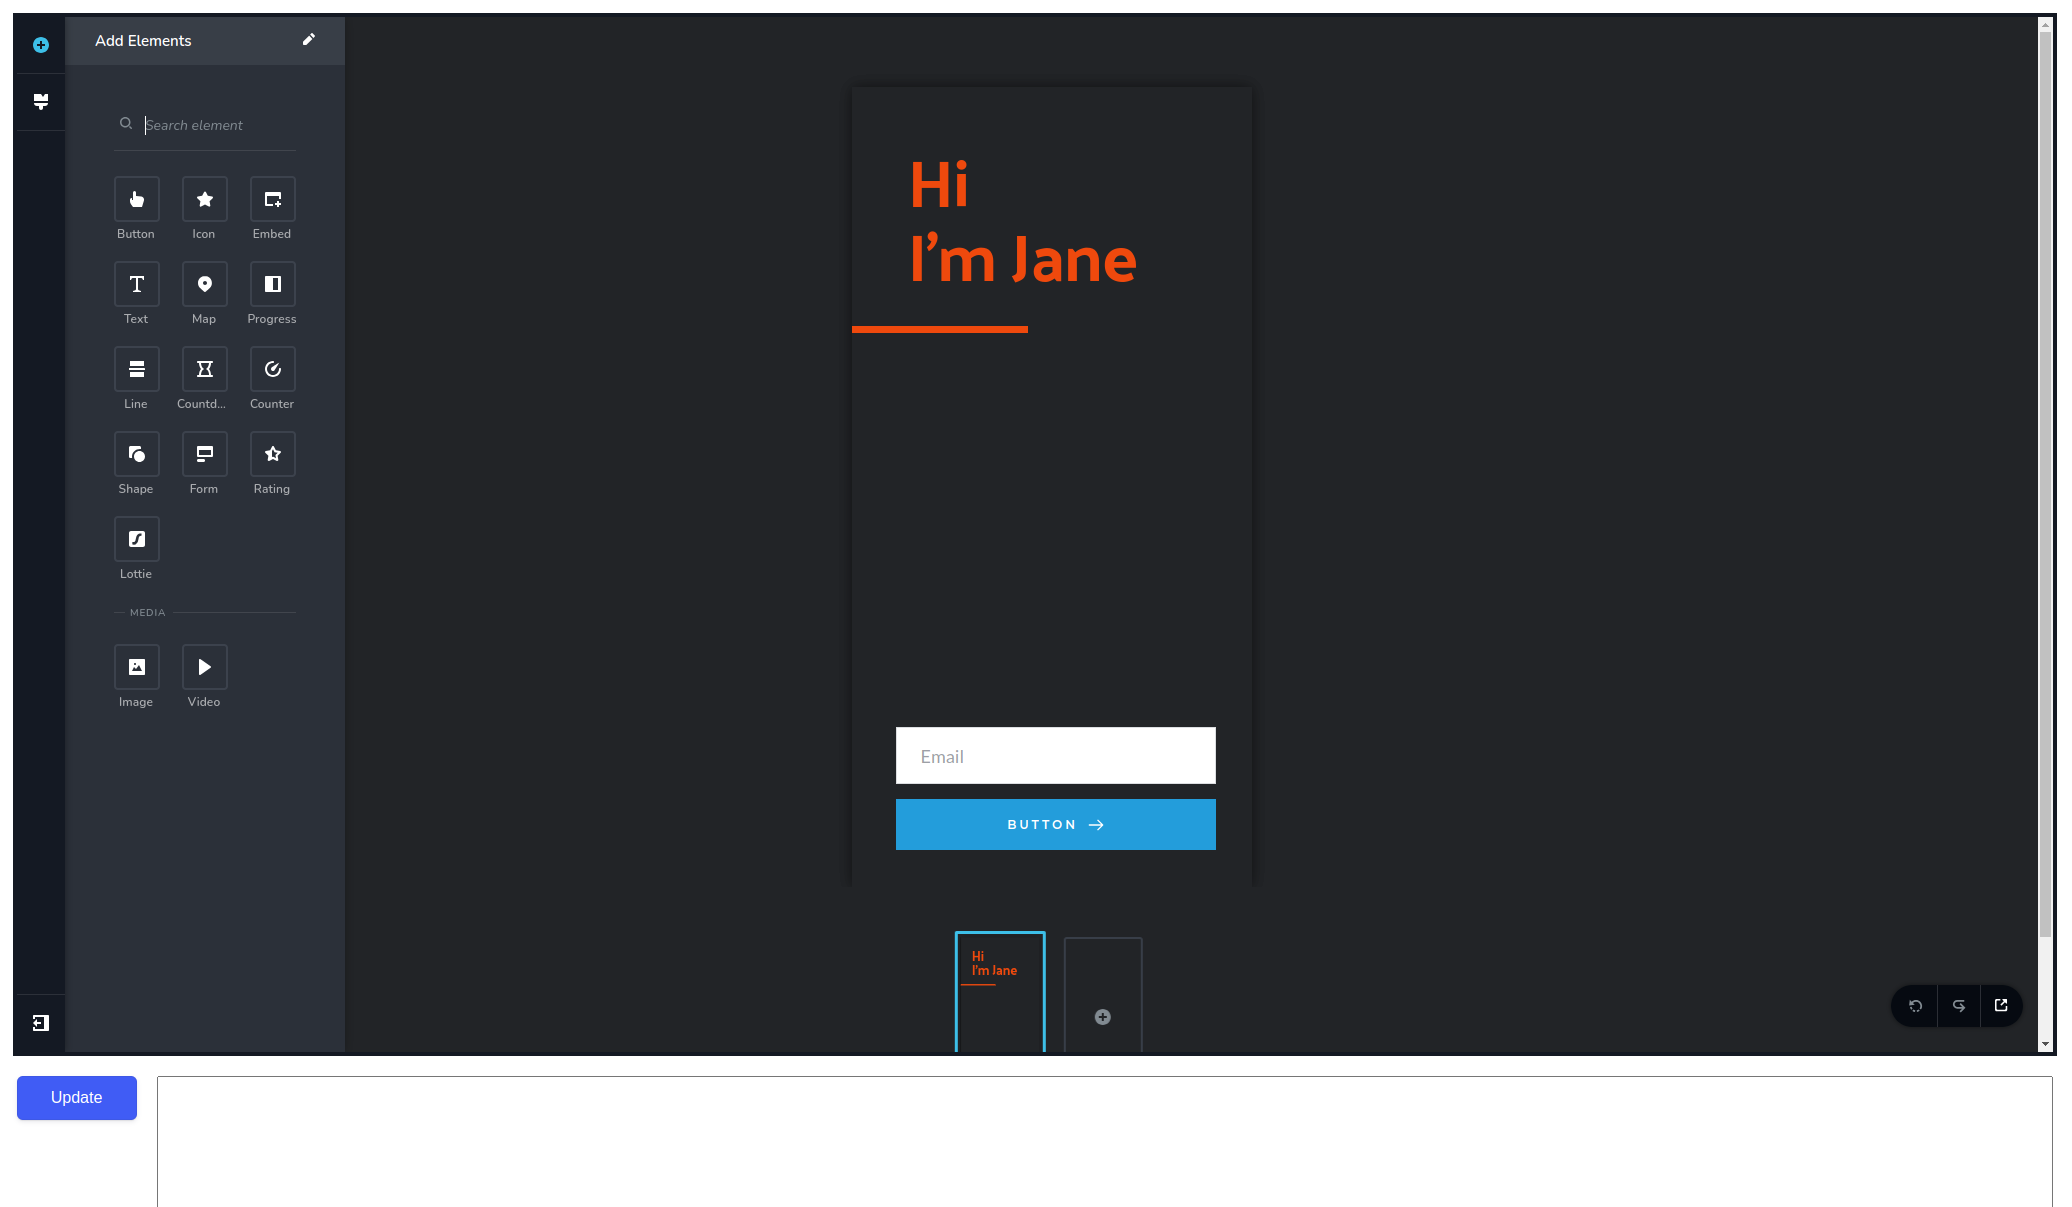 Add Elements
Search element
Button Icon Embed
Text Map Progress
Line Countd... Counter
Shape Form Rating
Lottie
MEDIA
Image Video
Hi
I'm Jane
Email
BUTTON
Hi
I'm Jane
Update